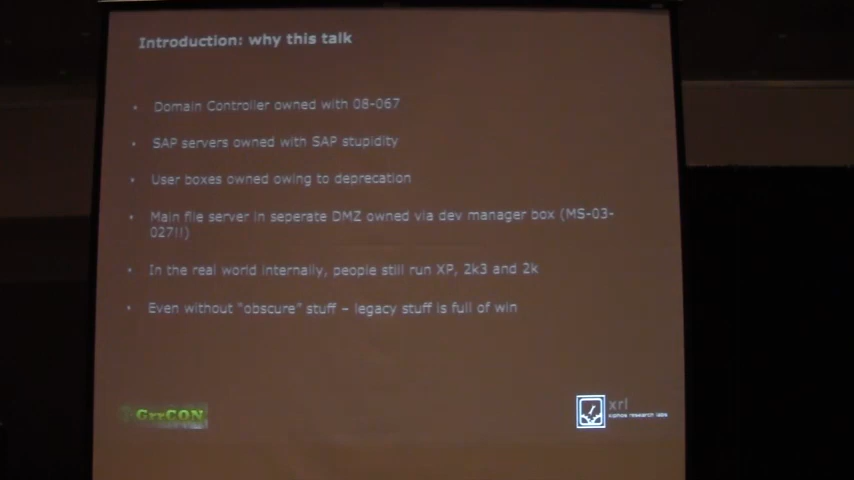 Introduction: why this talk
• Domain Controller owned with 08-067
• SAP servers owned with SAP stupidity
• User boxes owned owing to deprecation
• Main file server in seperate DMZ owned via dev manager box (MS-03-
027!!)
• In the real world internally, people still run XP, 2k3 and 2k
• Even without "obscure" stuff – legacy stuff is full of win
GrrCON
xrl
xiphos research labs